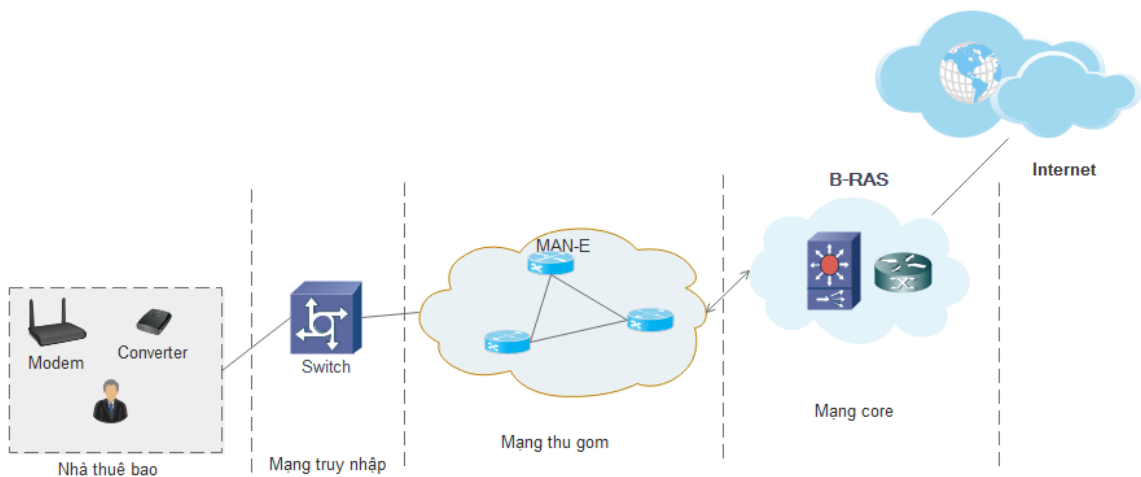 Internet
B-RAS
MAN-E
Modem
Converter
Switch
Mạng core
Mạng thu gom
Mạng truy nhập
Nhà thuê bao